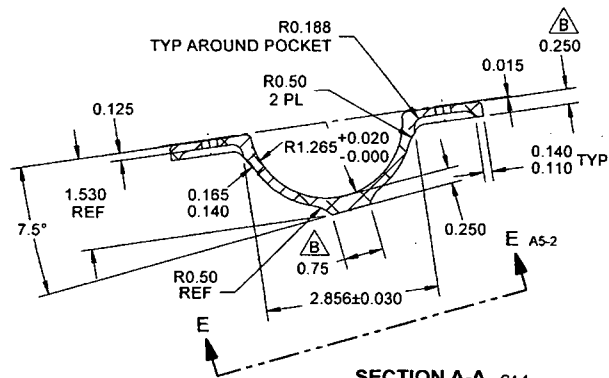 R0.188
TYP AROUND POCKET
B
0.250
R0.50
2 PL
0.015
0.125
R1.265 +0.020
-0.000
0.140 TYP
0.110
1.530
REF
0.165
0.140
7.5°
0.250
B
0.75
E A5-2
R0.50
REF
2.856±0.030
E
SECTION A-A